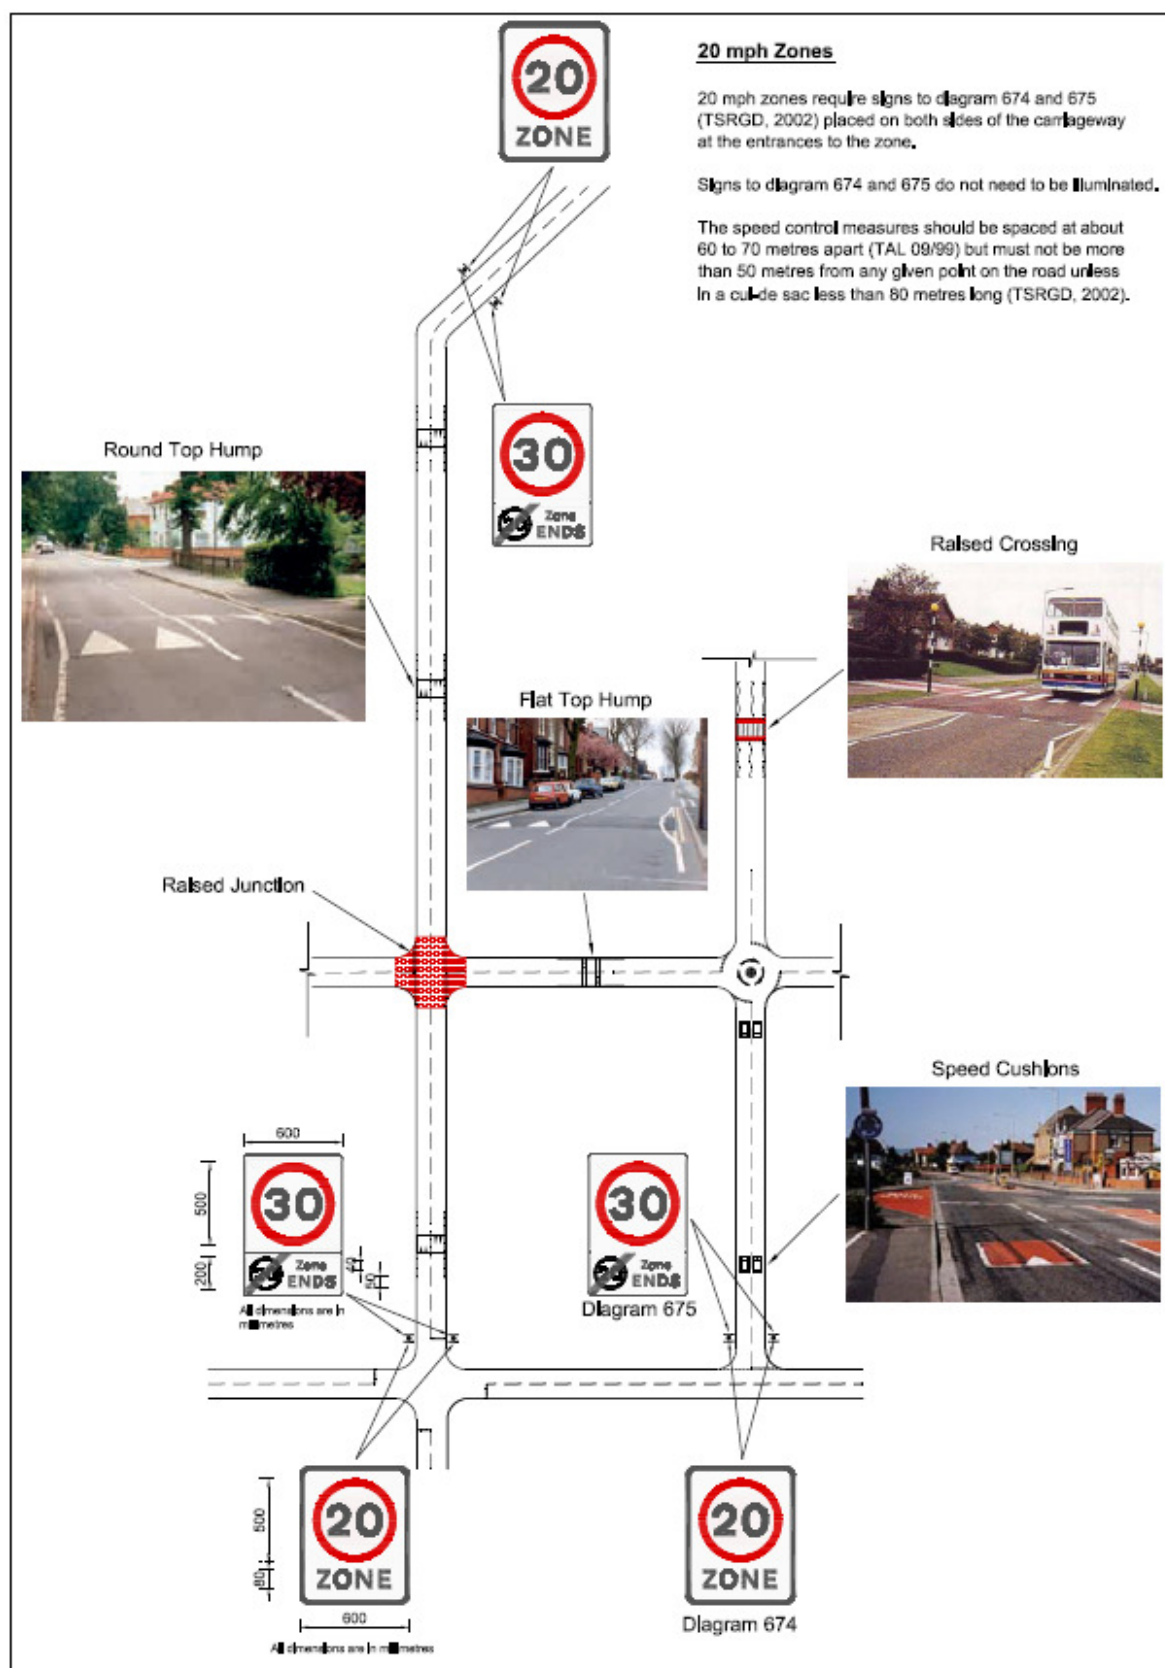 20 mph Zones
20 mph zones require signs to diagram 674 and 675
(TSRGD, 2002) placed on both sides of the carriageway
at the entrances to the zone.
Signs to diagram 674 and 675 do not need to be illuminated.
The speed control measures should be spaced at about
60 to 70 metres apart (TAL 09/99) but must not be more
than 50 metres from any given point on the road unless
in a cul-de sac less than 80 metres long (TSRGD, 2002).
20
ZONE
30
Zone
ENDS
Round Top Hump
Raised Crossing
Flat Top Hump
Raised Junction
Speed Cushions
600
500
200
30
Zone
ENDS
40
50
All dimensions are in
millimetres
30
Zone
ENDS
Diagram 675
500
80
20
ZONE
600
All dimensions are in millimetres
20
ZONE
Diagram 674